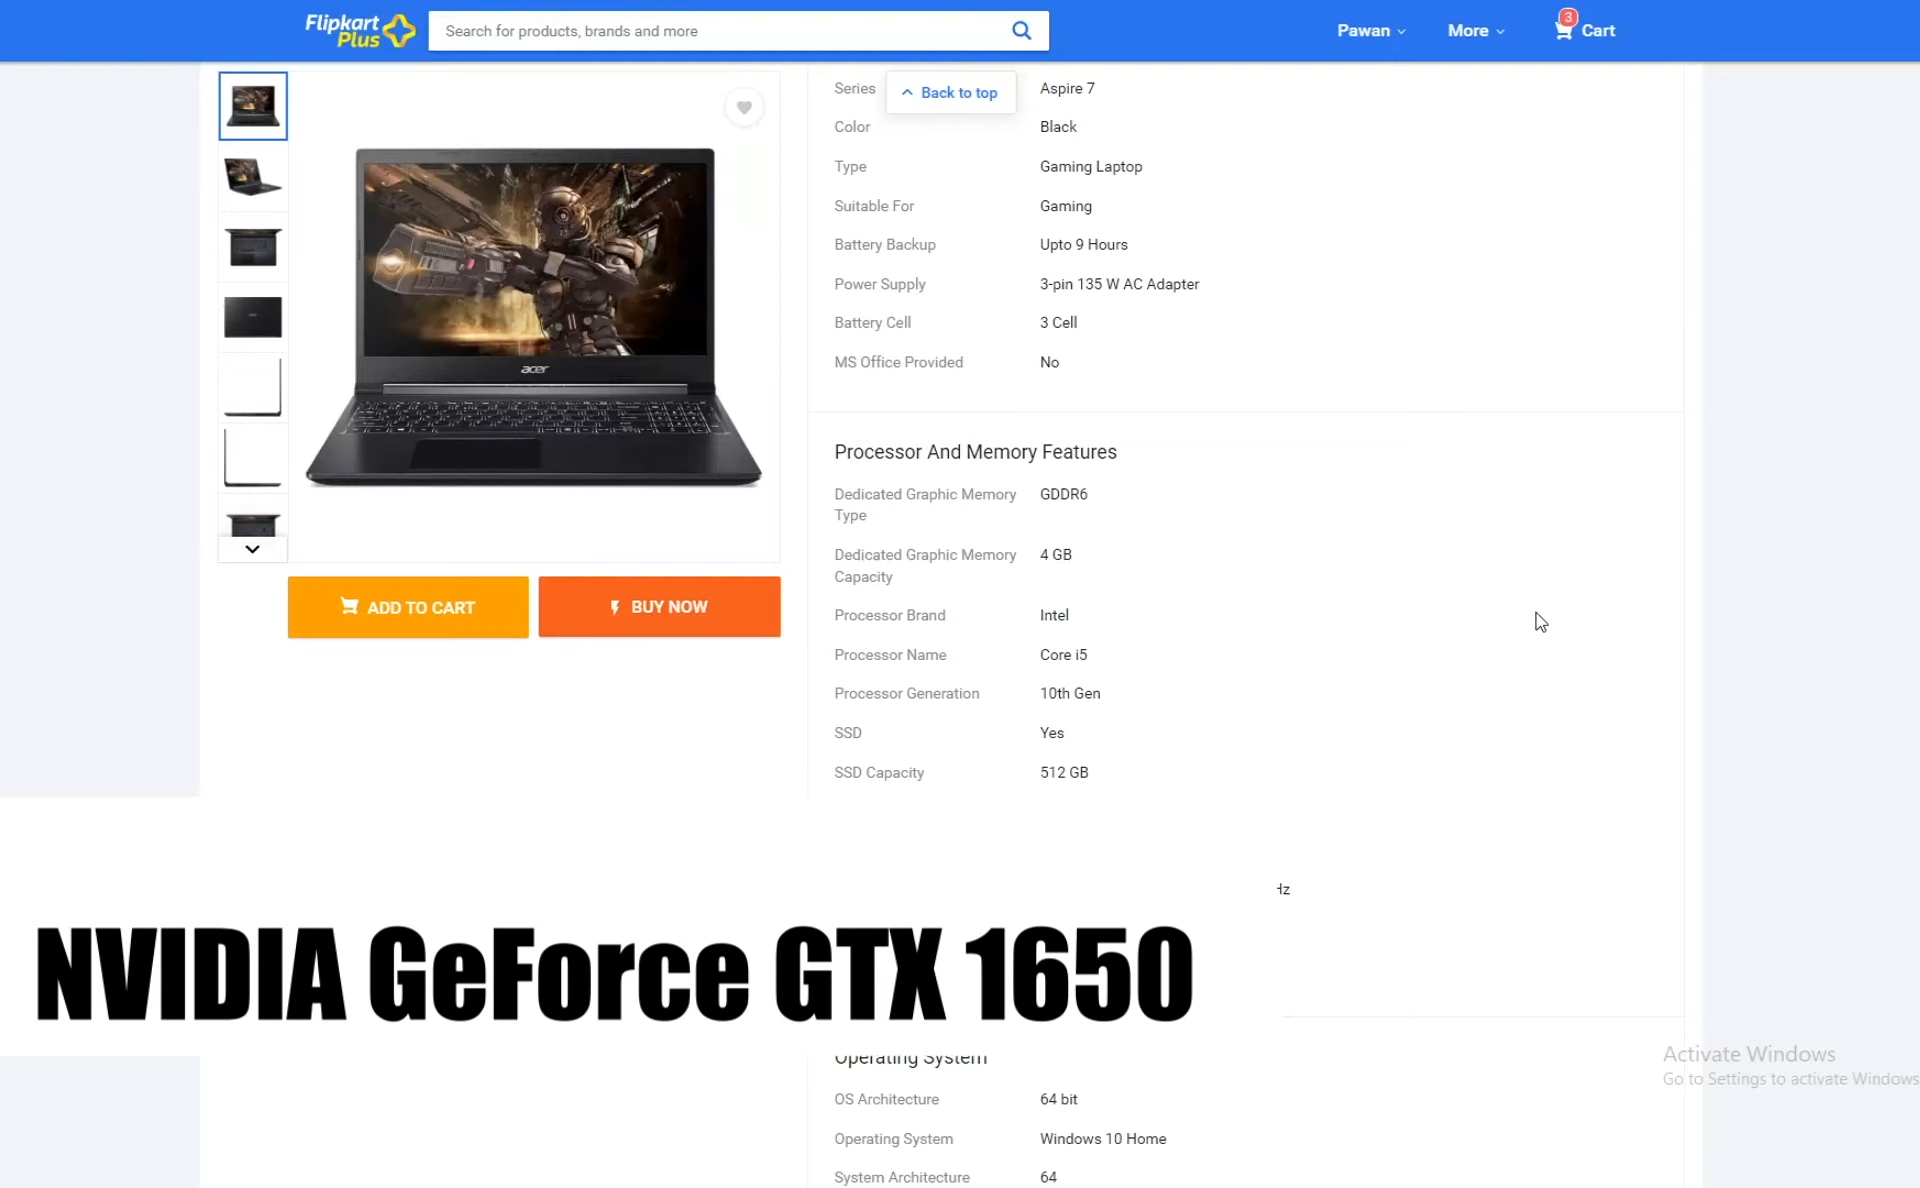 Flipkart
Plus
Search for products, brands and more
Pawan
More
3
Cart
Series
Back to top
Aspire 7
Color
Black
Type
Gaming Laptop
Suitable For
Gaming
Battery Backup
Upto 9 Hours
Power Supply
3-pin 135 W AC Adapter
Battery Cell
3 Cell
MS Office Provided
No
acer
ADD TO CART
BUY NOW
Processor And Memory Features
Dedicated Graphic Memory
Type
GDDR6
Dedicated Graphic Memory
Capacity
4 GB
Processor Brand
Intel
Processor Name
Core i5
Processor Generation
10th Gen
SSD
Yes
SSD Capacity
512 GB
Hz
NVIDIA GeForce GTX 1650
Operating System
OS Architecture
64 bit
Operating System
Windows 10 Home
System Architecture
64
Activate Windows
Go to Settings to activate Windows